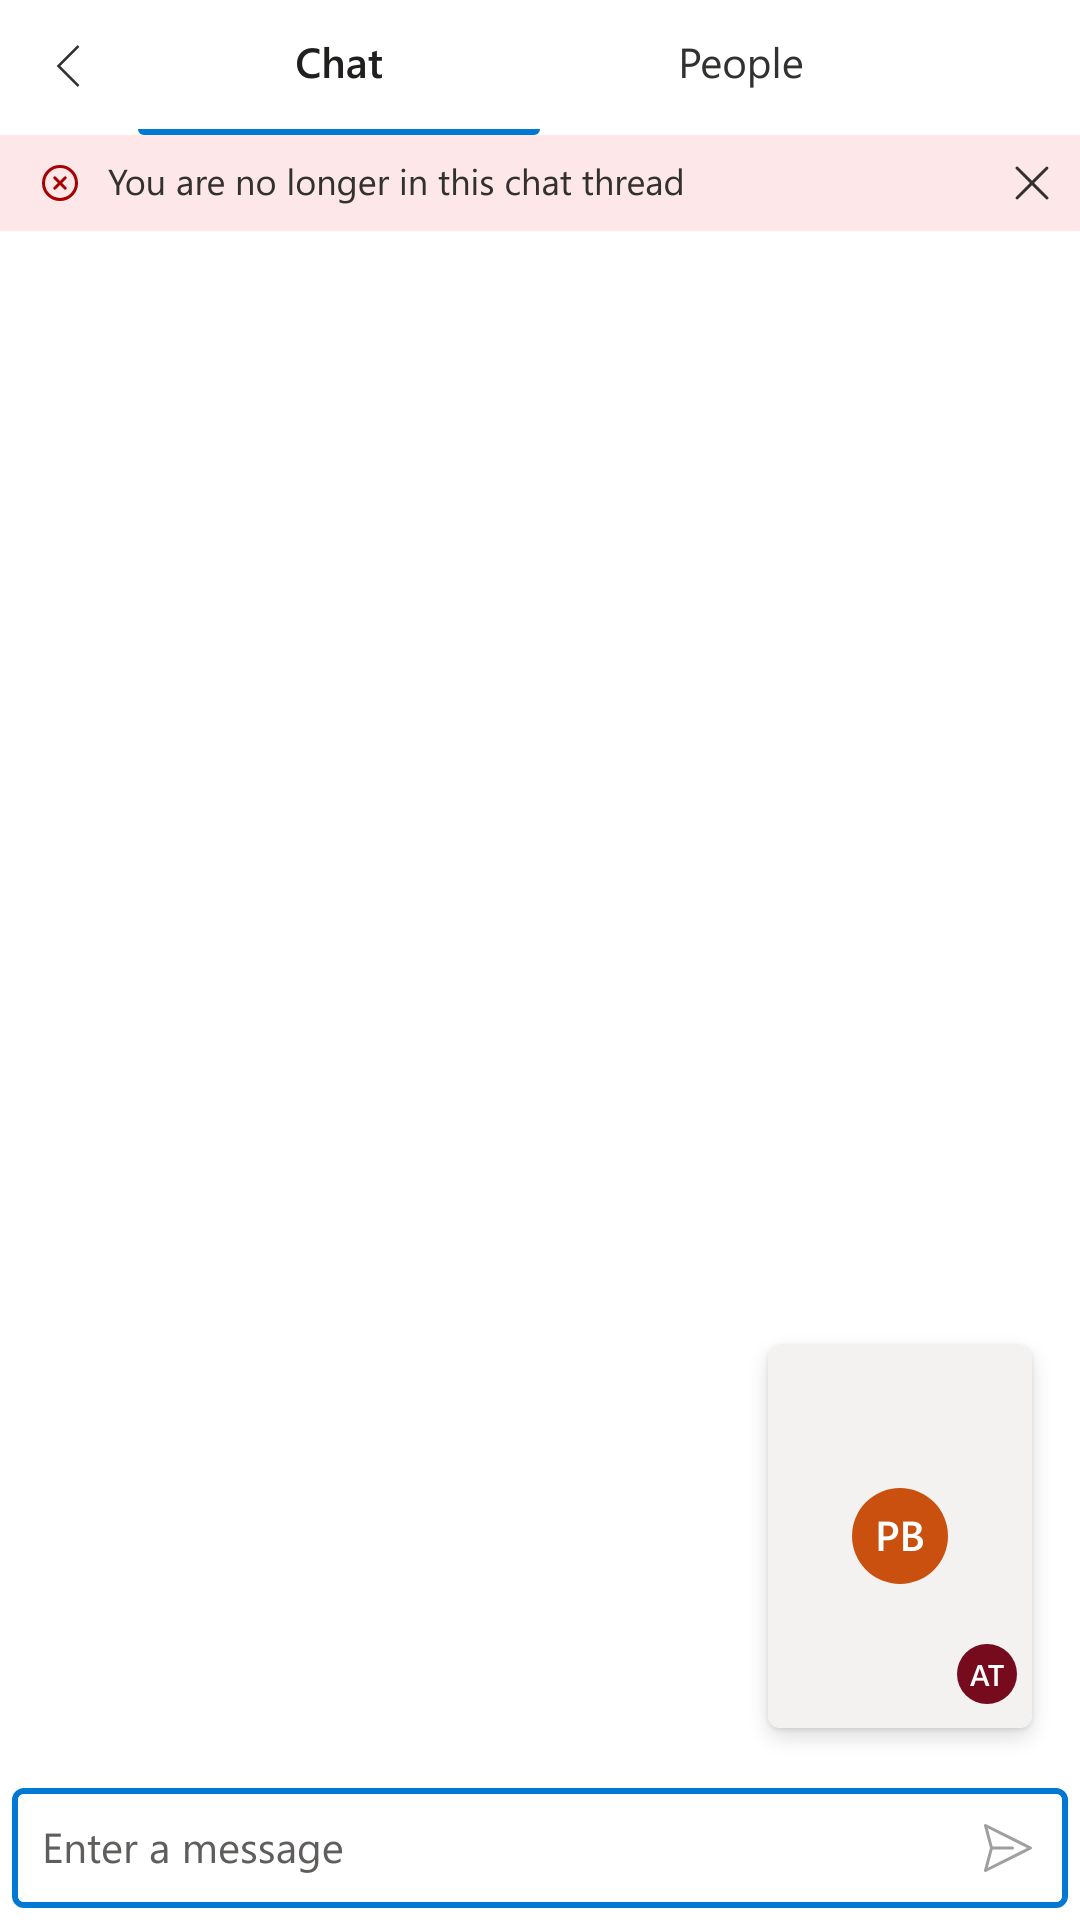 Chat
People
You are no longer in this chat thread
PB
AT
Enter a message